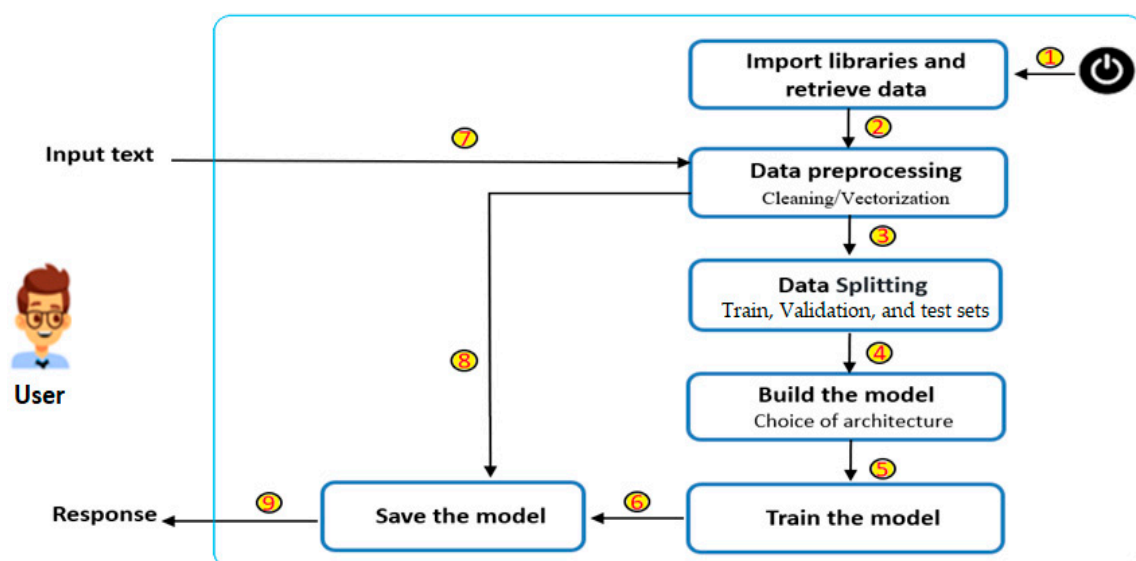 Import libraries and
retrieve data
1
2
Input text
7
Data preprocessing
Cleaning/Vectorization
3
Data Splitting
Train, Validation, and test sets
4
8
User
Build the model
Choice of architecture
5
Response
9
Save the model
6
Train the model